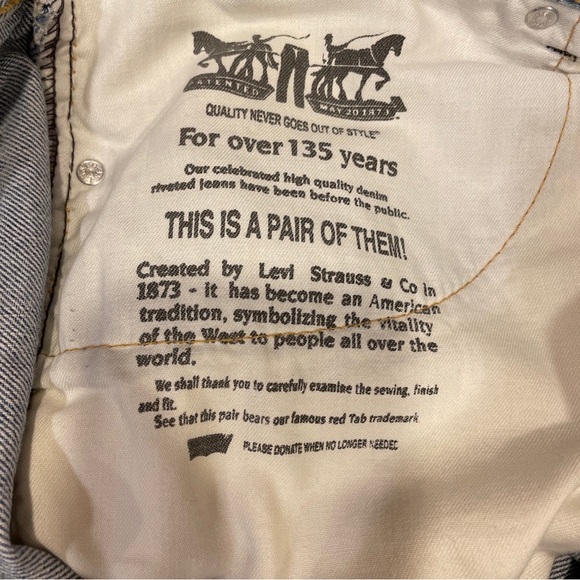 PATENTED MAY 20 1873
QUALITY NEVER GOES OUT OF STYLE™
For over 135 years
Our celebrated high quality denim
riveted jeans have been before the public.
THIS IS A PAIR OF THEM!
Created by Levi Strauss & Co in
1873 - it has become an American
tradition, symbolizing the vitality
of the West to people all over the
world.
We shall thank you to carefully examine the sewing, finish
and fit.
See that this pair bears our famous red Tab trademark
PLEASE DONATE WHEN NO LONGER NEEDED